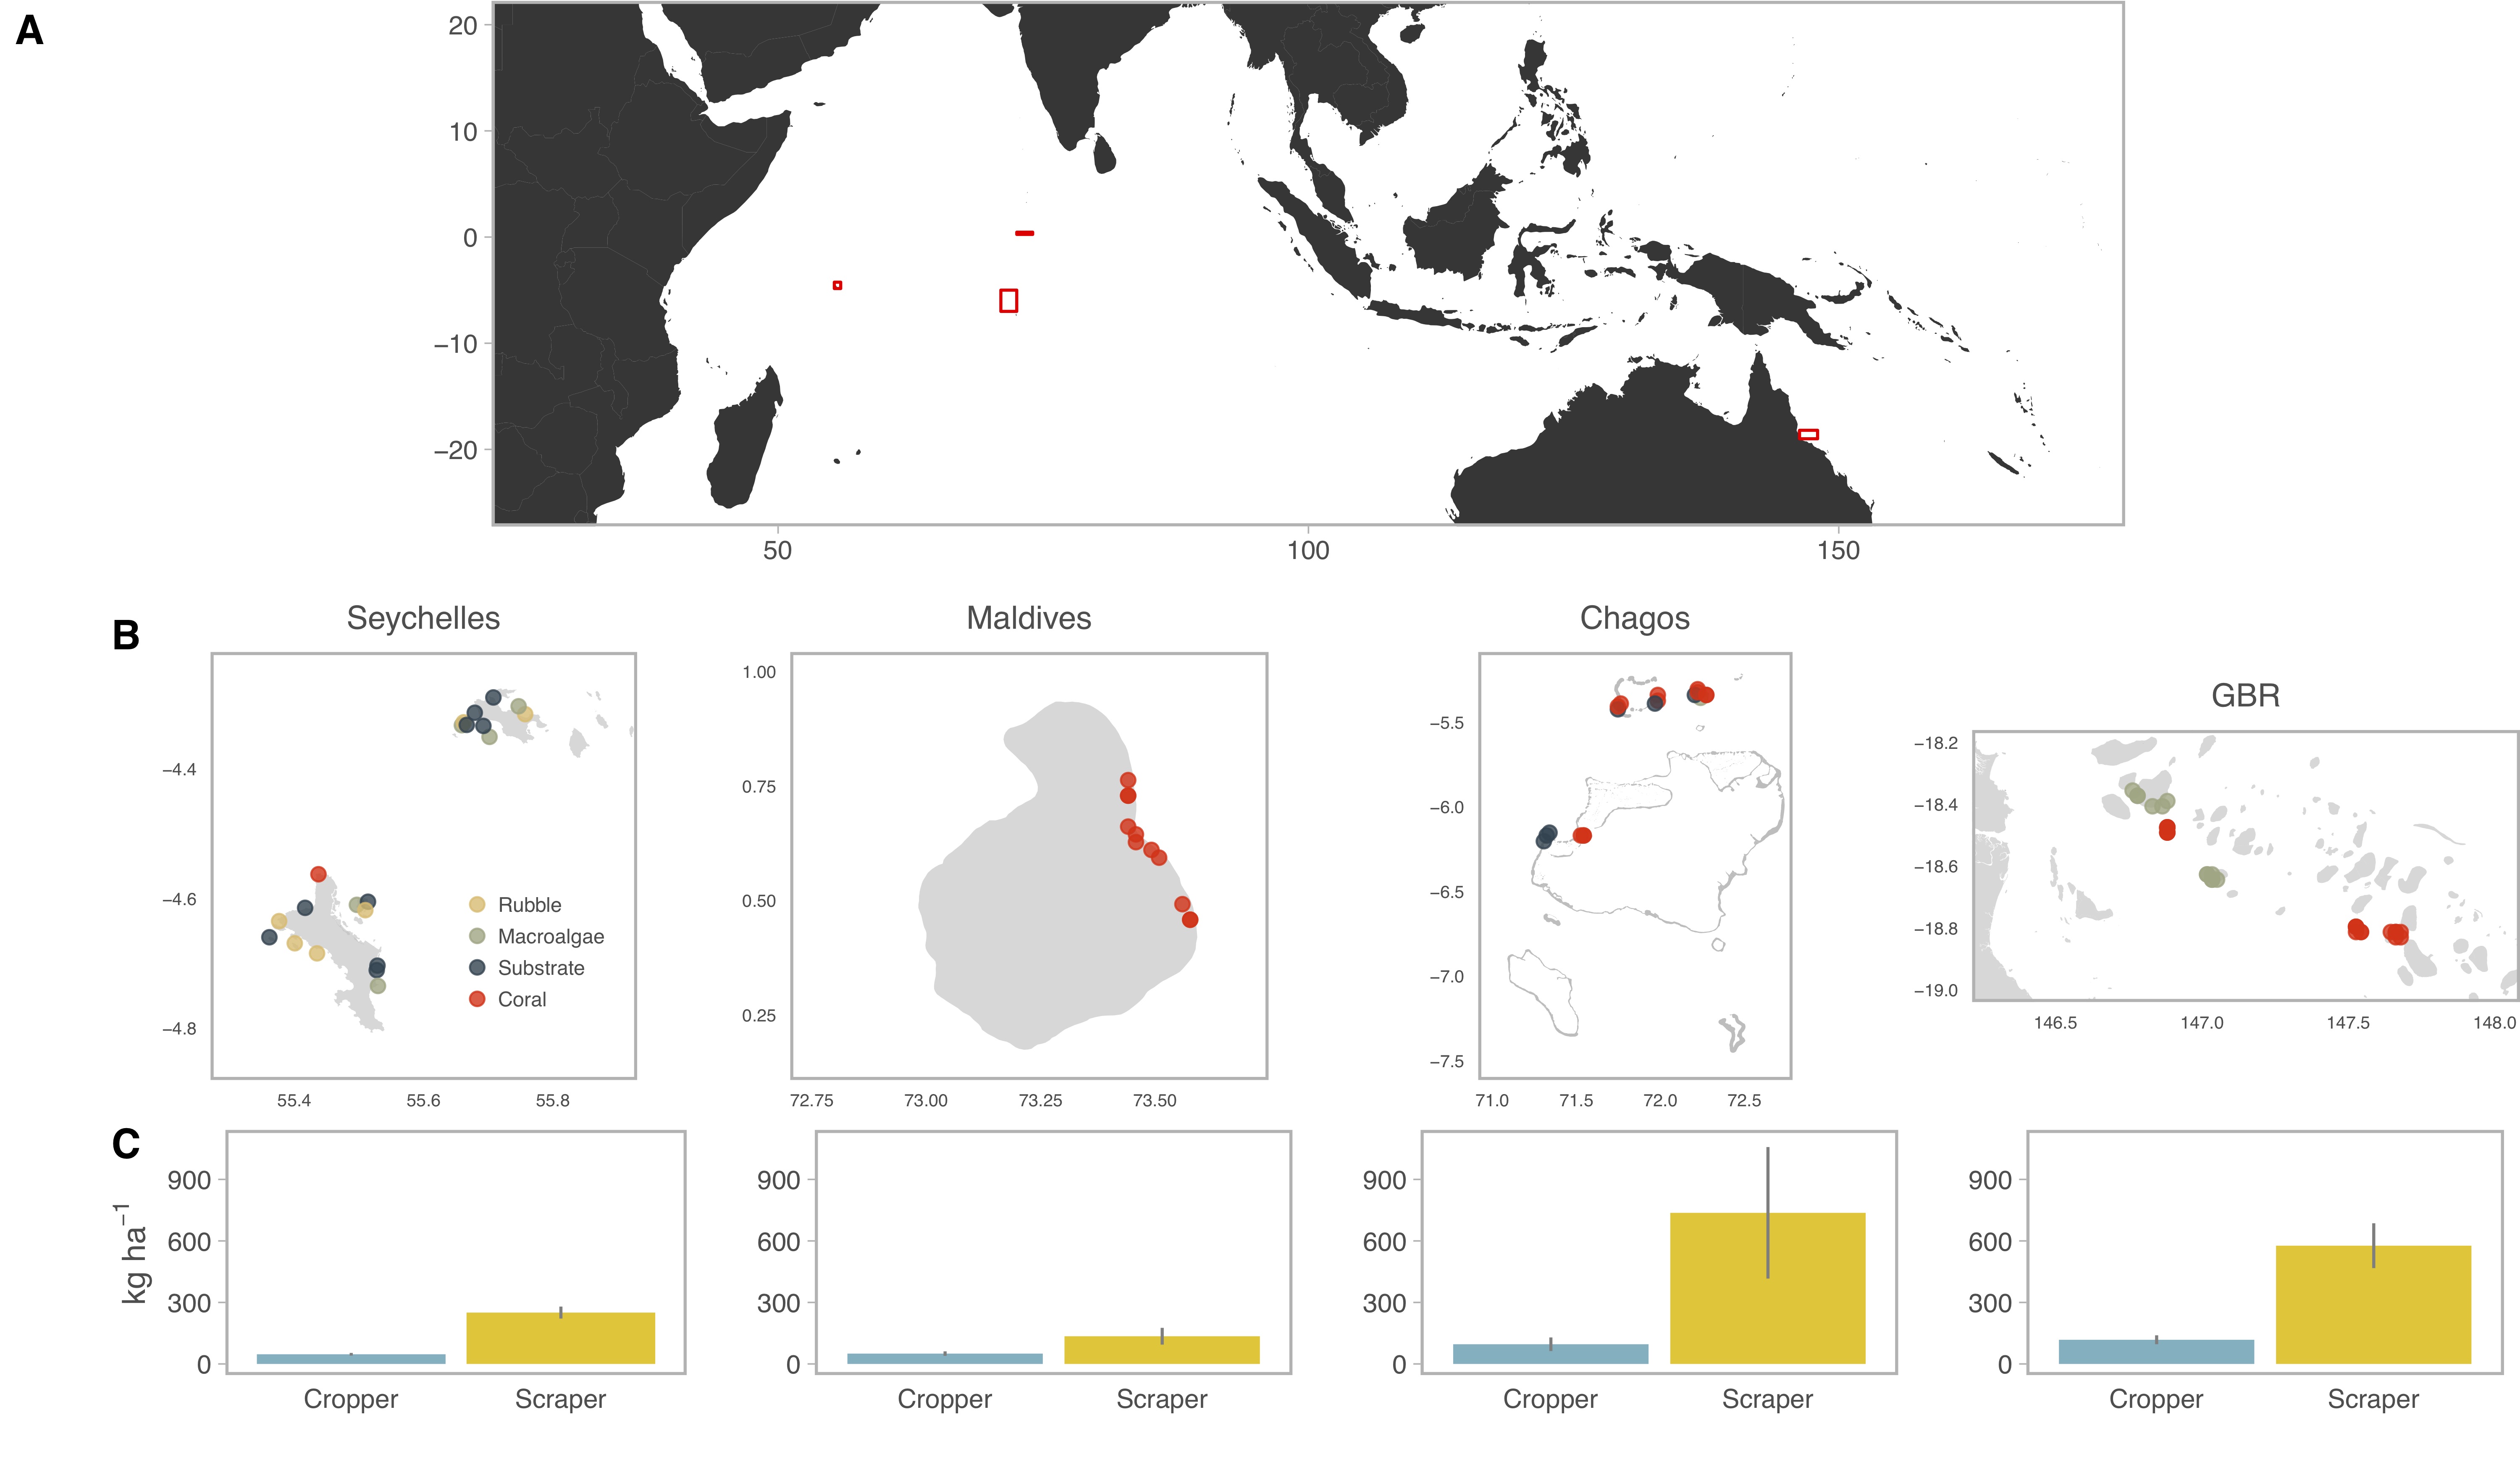 A
20
10
0
−10
−20
50 100 150
B
Seychelles
−4.4
−4.6
−4.8
Rubble
Macroalgae
Substrate
Coral
55.4 55.6 55.8
Maldives
1.00
0.75
0.50
0.25
72.75 73.00 73.25 73.50
Chagos
−5.5
−6.0
−6.5
−7.0
−7.5
71.0 71.5 72.0 72.5
GBR
−18.2
−18.4
−18.6
−18.8
−19.0
146.5 147.0 147.5 148.0
C
kg ha⁻¹
900
600
300
0
Cropper Scraper
900
600
300
0
Cropper Scraper
900
600
300
0
Cropper Scraper
900
600
300
0
Cropper Scraper